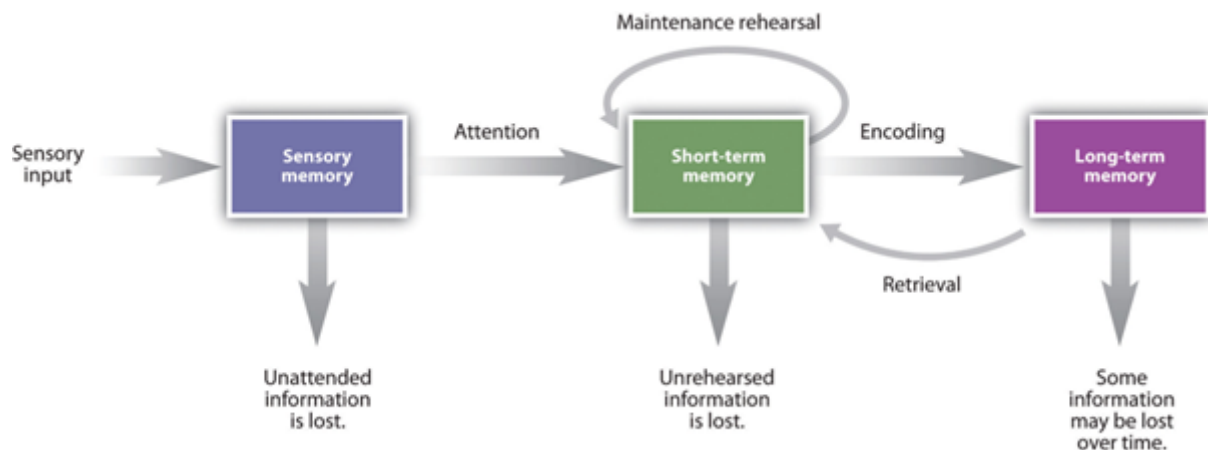 Maintenance rehearsal
Sensory
input
Sensory
memory
Attention
Short-term
memory
Encoding
Long-term
memory
Retrieval
Unattended
information
is lost.
Unrehearsed
information
is lost.
Some
information
may be lost
over time.